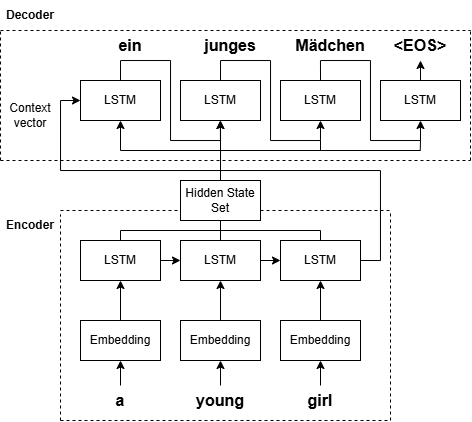 Decoder
ein junges Mädchen <EOS>
LSTM LSTM LSTM LSTM
Context
vector
Hidden State
Set
Encoder
LSTM LSTM LSTM
Embedding Embedding Embedding
a young girl